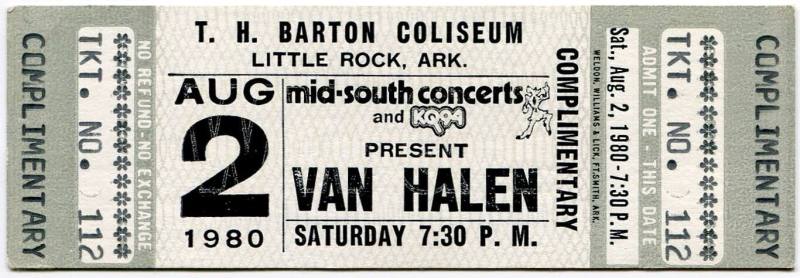 COMPLIMENTARY
TKT. NO. ********** 112
NO REFUND - NO EXCHANGE
T. H. BARTON COLISEUM
LITTLE ROCK, ARK.
AUG
2
1980
mid-south concerts
and KQ94
PRESENT
VAN HALEN
SATURDAY 7:30 P. M.
COMPLIMENTARY
WELDON, WILLIAMS & LICK, FT. SMITH, ARK.
Sat., Aug. 2, 1980-7:30 P.M.
ADMIT ONE - THIS DATE
TKT. NO. ********** 112
COMPLIMENTARY